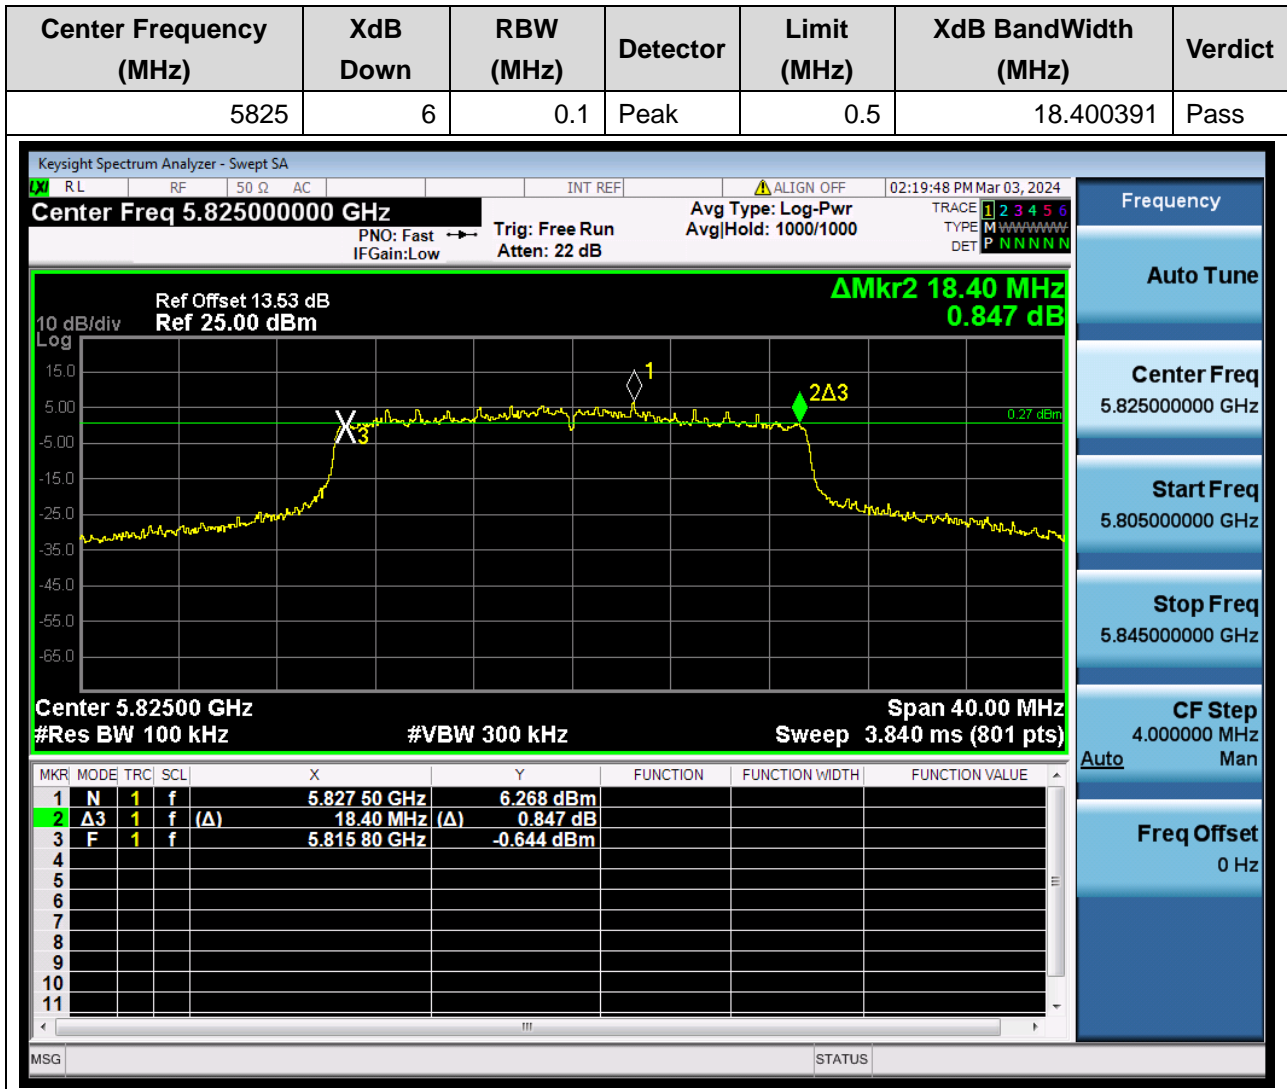 Center Frequency (MHz) XdB Down RBW (MHz) Detector Limit (MHz) XdB BandWidth (MHz) Verdict
5825 6 0.1 Peak 0.5 18.400391 Pass
Keysight Spectrum Analyzer - Swept SA
LXI RL RF 50 Ω AC INT REF ALIGN OFF 02:19:48 PM Mar 03, 2024
Center Freq 5.825000000 GHz
PNO: Fast
IFGain:Low
Trig: Free Run
Atten: 22 dB
Avg Type: Log-Pwr
Avg|Hold: 1000/1000
TRACE 1 2 3 4 5 6
TYPE M WWWWW
DET P N N N N N
ΔMkr2 18.40 MHz
0.847 dB
Ref Offset 13.53 dB
10 dB/div Ref 25.00 dBm
Log
15.0
5.00
-5.00
-15.0
-25.0
-35.0
-45.0
-55.0
-65.0
1
2Δ3
3
0.27 dBm
Center 5.82500 GHz Span 40.00 MHz
#Res BW 100 kHz #VBW 300 kHz Sweep 3.840 ms (801 pts)
MKR MODE TRC SCL X Y FUNCTION FUNCTION WIDTH FUNCTION VALUE
1 N 1 f 5.827 50 GHz 6.268 dBm
2 Δ3 1 f (Δ) 18.40 MHz (Δ) 0.847 dB
3 F 1 f 5.815 80 GHz -0.644 dBm
4
5
6
7
8
9
10
11
MSG STATUS
Frequency
Auto Tune
Center Freq
5.825000000 GHz
Start Freq
5.805000000 GHz
Stop Freq
5.845000000 GHz
CF Step
4.000000 MHz
Auto Man
Freq Offset
0 Hz